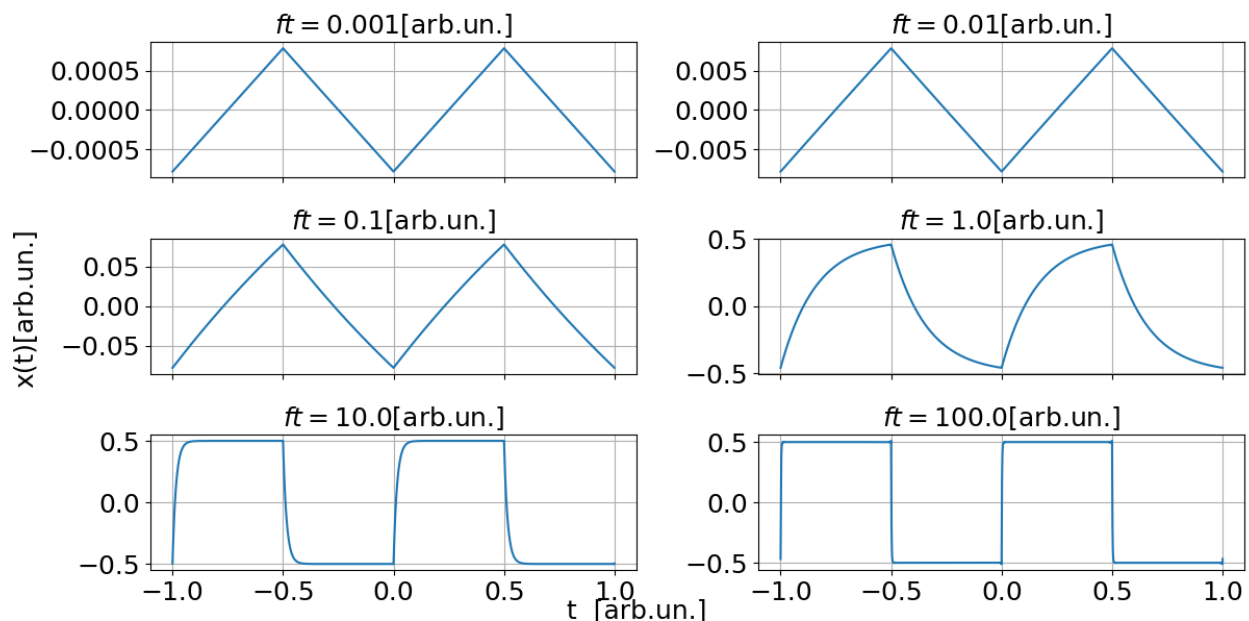 ft = 0.001[arb.un.]
0.0005
0.0000
−0.0005
ft = 0.01[arb.un.]
0.005
0.000
−0.005
x(t)[arb.un.]
ft = 0.1[arb.un.]
0.05
0.00
−0.05
ft = 1.0[arb.un.]
0.5
0.0
−0.5
ft = 10.0[arb.un.]
0.5
0.0
−0.5
−1.0 −0.5 0.0 0.5 1.0
ft = 100.0[arb.un.]
0.5
0.0
−0.5
−1.0 −0.5 0.0 0.5 1.0
t [arb.un.]